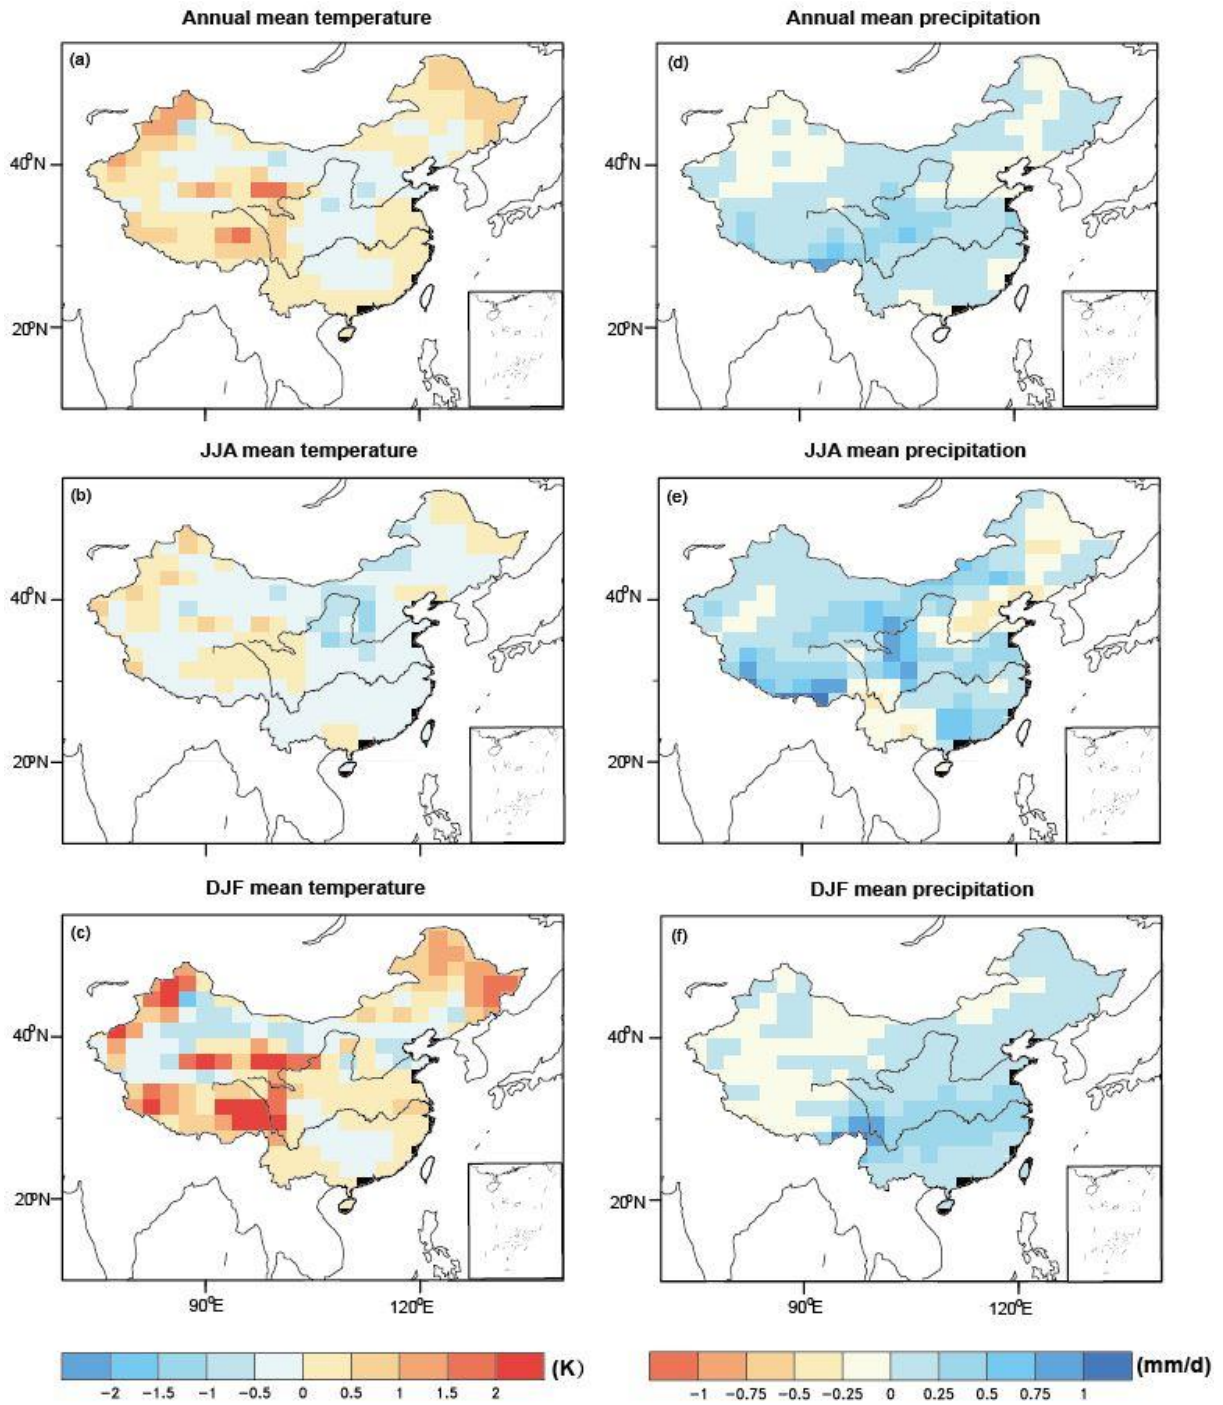 Annual mean temperature
Annual mean precipitation
(a)
(d)
40°N
40°N
20°N
20°N
JJA mean temperature
JJA mean precipitation
(b)
(e)
40°N
40°N
20°N
20°N
DJF mean temperature
DJF mean precipitation
(c)
(f)
40°N
40°N
20°N
20°N
90°E
120°E
90°E
120°E
(K)
(mm/d)
−2 −1.5 −1 −0.5 0 0.5 1 1.5 2
−1 −0.75 −0.5 −0.25 0 0.25 0.5 0.75 1